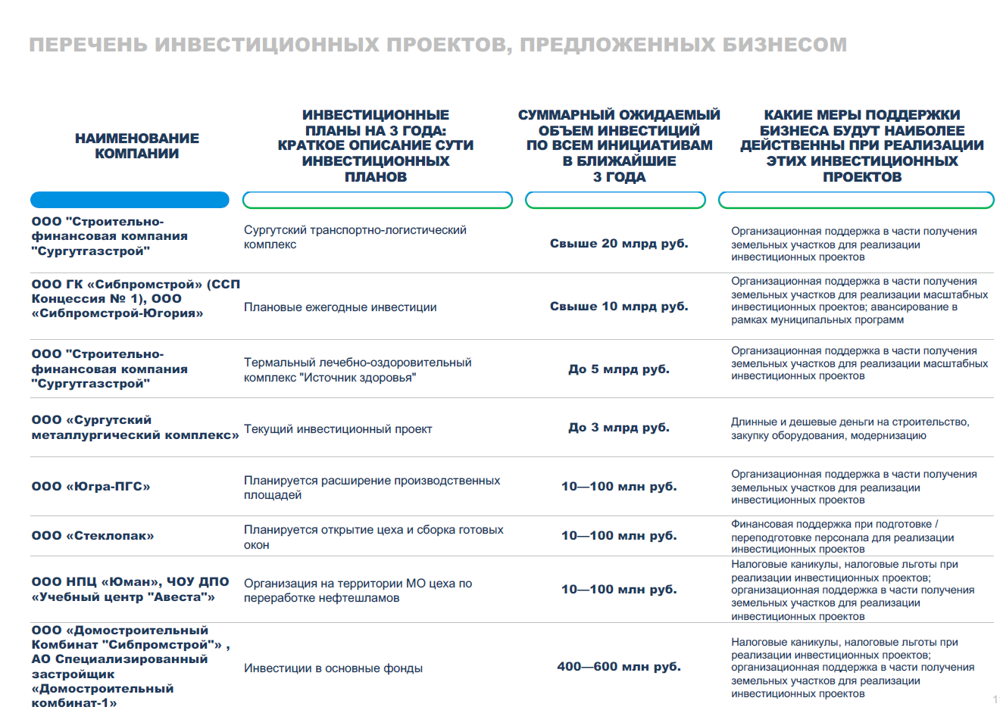 ПЕРЕЧЕНЬ ИНВЕСТИЦИОННЫХ ПРОЕКТОВ, ПРЕДЛОЖЕННЫХ БИЗНЕСОМ
НАИМЕНОВАНИЕ
КОМПАНИИ
ИНВЕСТИЦИОННЫЕ
ПЛАНЫ НА 3 ГОДА:
КРАТКОЕ ОПИСАНИЕ СУТИ
ИНВЕСТИЦИОННЫХ
ПЛАНОВ
СУММАРНЫЙ ОЖИДАЕМЫЙ
ОБЪЕМ ИНВЕСТИЦИЙ
ПО ВСЕМ ИНИЦИАТИВАМ
В БЛИЖАЙШИЕ
3 ГОДА
КАКИЕ МЕРЫ ПОДДЕРЖКИ
БИЗНЕСА БУДУТ НАИБОЛЕЕ
ДЕЙСТВЕННЫ ПРИ РЕАЛИЗАЦИИ
ЭТИХ ИНВЕСТИЦИОННЫХ
ПРОЕКТОВ
ООО "Строительно-
финансовая компания
"Сургутгазстрой"
Сургутский транспортно-логистический
комплекс
Свыше 20 млрд руб.
Организационная поддержка в части получения
земельных участков для реализации
инвестиционных проектов
ООО ГК «Сибпромстрой» (ССП
Концессия № 1), ООО
«Сибпромстрой-Югория»
Плановые ежегодные инвестиции
Свыше 10 млрд руб.
Организационная поддержка в части получения
земельных участков для реализации масштабных
инвестиционных проектов; авансирование в
рамках муниципальных программ
ООО "Строительно-
финансовая компания
"Сургутгазстрой"
Термальный лечебно-оздоровительный
комплекс "Источник здоровья"
До 5 млрд руб.
Организационная поддержка в части получения
земельных участков для реализации масштабных
инвестиционных проектов
ООО «Сургутский
металлургический комплекс»
Текущий инвестиционный проект
До 3 млрд руб.
Длинные и дешевые деньги на строительство,
закупку оборудования, модернизацию
ООО «Югра-ПГС»
Планируется расширение производственных
площадей
10—100 млн руб.
Организационная поддержка в части получения
земельных участков для реализации
инвестиционных проектов
ООО «Стеклопак»
Планируется открытие цеха и сборка готовых
окон
10—100 млн руб.
Финансовая поддержка при подготовке /
переподготовке персонала для реализации
инвестиционных проектов
ООО НПЦ «Юман», ЧОУ ДПО
«Учебный центр "Авеста"»
Организация на территории МО цеха по
переработке нефтешламов
10—100 млн руб.
Налоговые каникулы, налоговые льготы при
реализации инвестиционных проектов;
организационная поддержка в части получения
земельных участков для реализации
инвестиционных проектов
ООО «Домостроительный
Комбинат "Сибпромстрой"» ,
АО Специализированный
застройщик
«Домостроительный
комбинат-1»
Инвестиции в основные фонды
400—600 млн руб.
Налоговые каникулы, налоговые льготы при
реализации инвестиционных проектов;
организационная поддержка в части получения
земельных участков для реализации
инвестиционных проектов